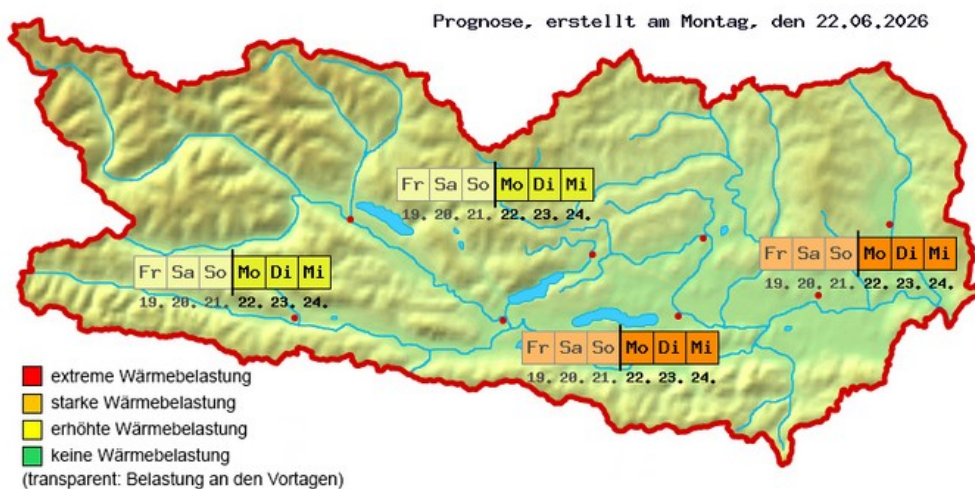 Prognose, erstellt am Montag, den 22.06.2026
Fr Sa So Mo Di Mi
19. 20. 21. 22. 23. 24.
Fr Sa So Mo Di Mi
19. 20. 21. 22. 23. 24.
Fr Sa So Mo Di Mi
19. 20. 21. 22. 23. 24.
Fr Sa So Mo Di Mi
19. 20. 21. 22. 23. 24.
extreme Wärmebelastung
starke Wärmebelastung
erhöhte Wärmebelastung
keine Wärmebelastung
(transparent: Belastung an den Vortagen)